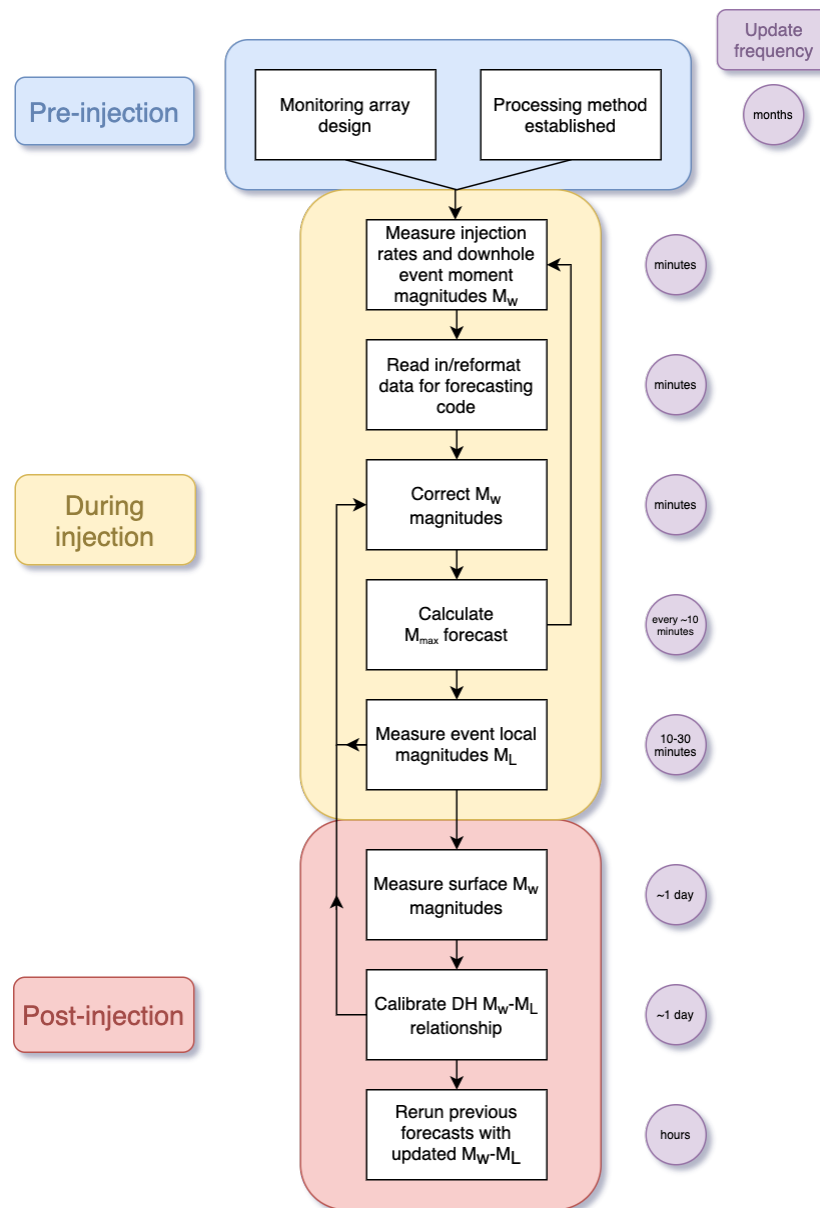 Update
frequency
Pre-injection
Monitoring array
design
Processing method
established
months
Measure injection
rates and downhole
event moment
magnitudes Mw
minutes
Read in/reformat
data for forecasting
code
minutes
During
injection
Correct Mw
magnitudes
minutes
Calculate
Mmax forecast
every ~10
minutes
Measure event local
magnitudes ML
10-30
minutes
Measure surface Mw
magnitudes
~1 day
Post-injection
Calibrate DH Mw-ML
relationship
~1 day
Rerun previous
forecasts with
updated Mw-ML
hours